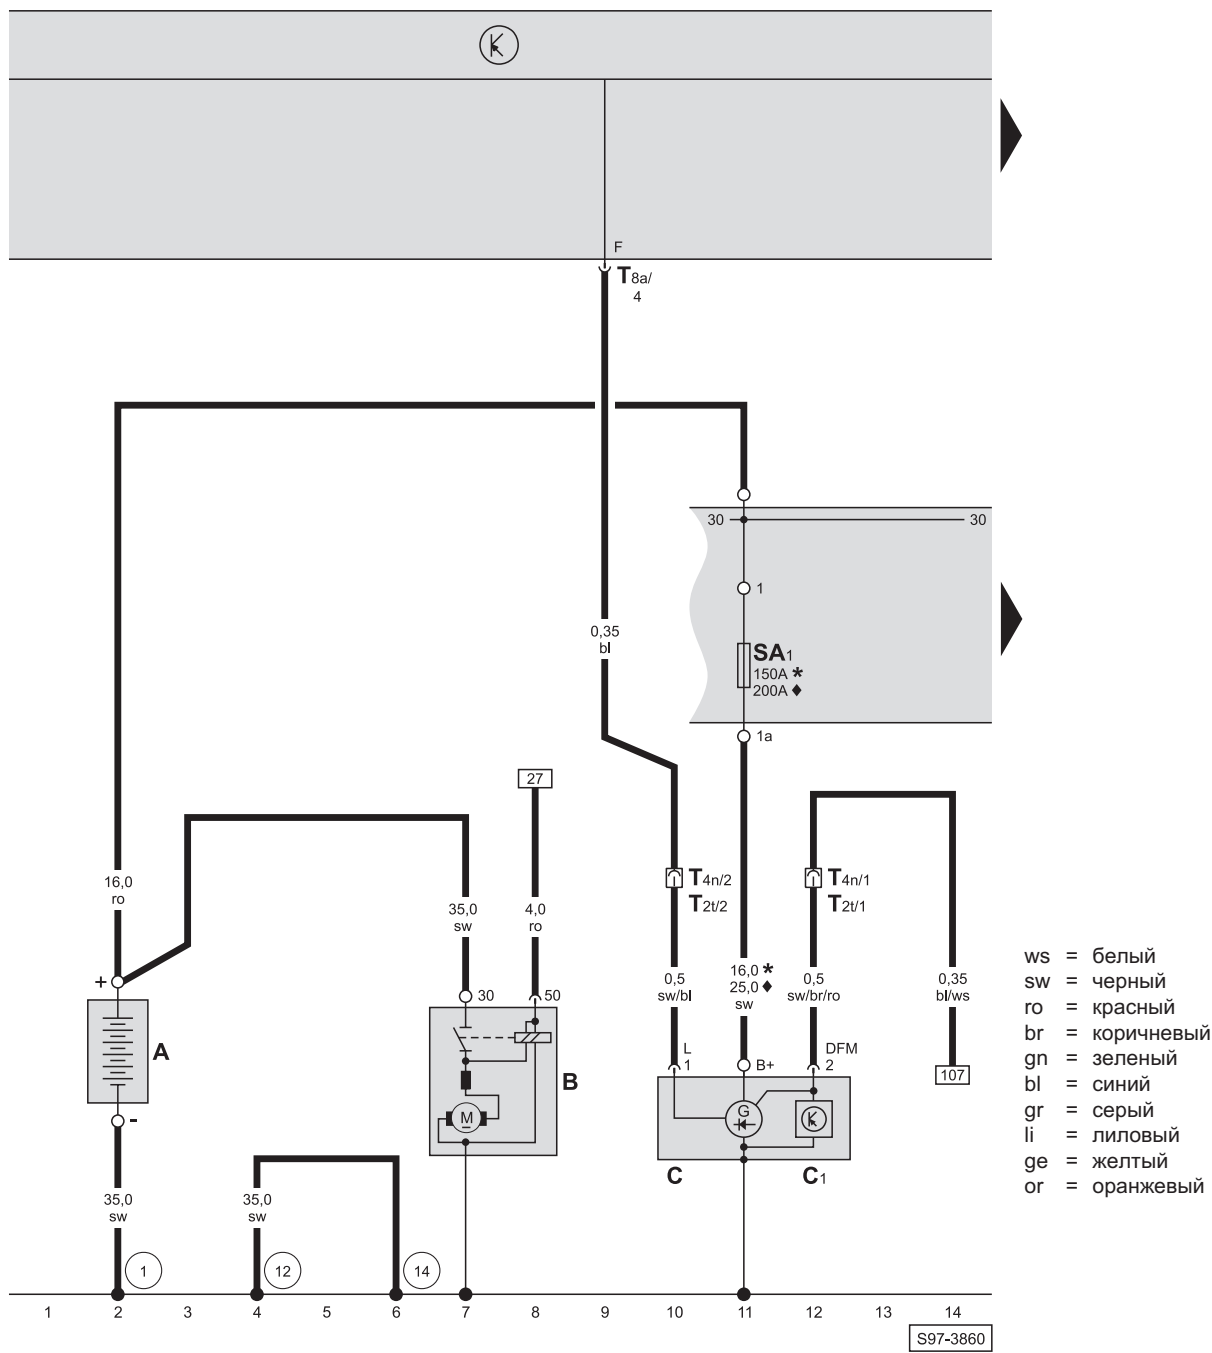 F
T8a/
4
30
30
1
0,35
bl
SA1
150A *
200A ♦
1a
27
16,0
ro
35,0
sw
4,0
ro
T4n/2
T2t/2
T4n/1
T2t/1
0,5
sw/bl
16,0 *
25,0 ♦
sw
0,5
sw/br/ro
0,35
bl/ws
+
30
50
A
B
M
-
L
1
B+
DFM
2
107
G
C
C1
35,0
sw
35,0
sw
1
12
14
1 2 3 4 5 6 7 8 9 10 11 12 13 14
S97-3860
ws = белый
sw = черный
ro = красный
br = коричневый
gn = зеленый
bl = синий
gr = серый
li = лиловый
ge = желтый
or = оранжевый